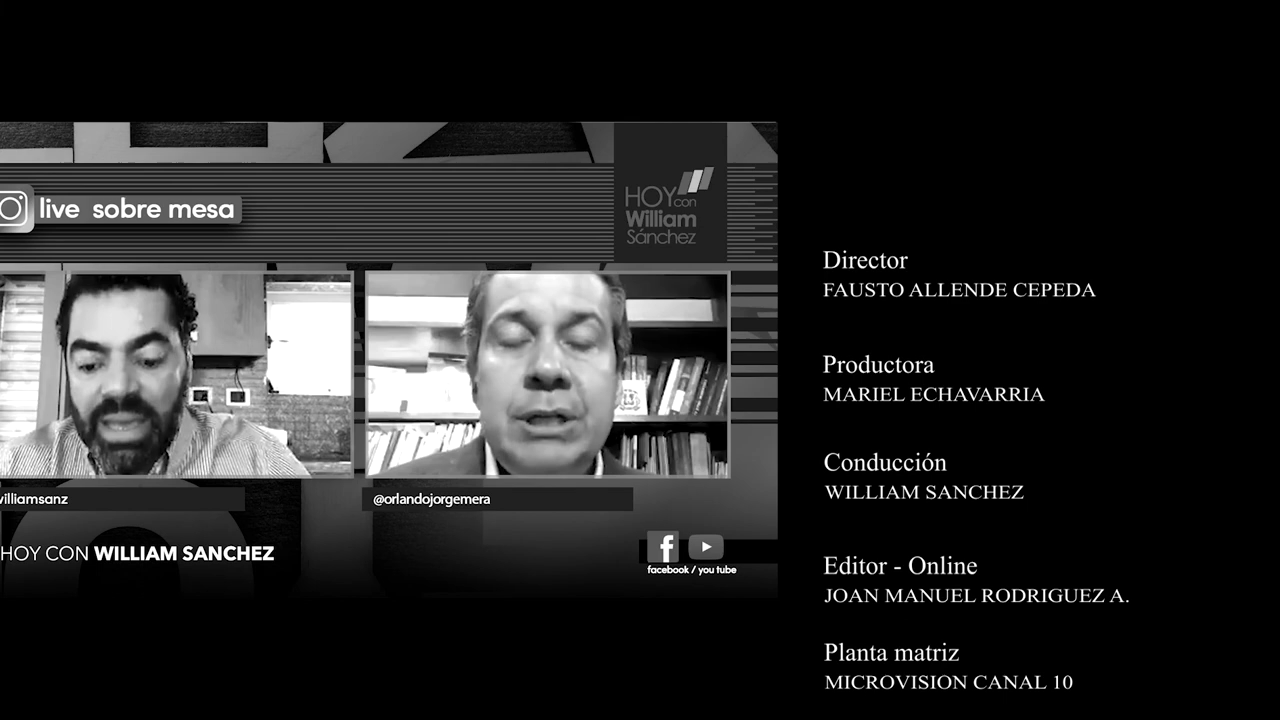 live sobre mesa
HOY con
William
Sánchez
williamsanz
@orlandojorgemera
HOY CON WILLIAM SANCHEZ
facebook / you tube
Director
FAUSTO ALLENDE CEPEDA
Productora
MARIEL ECHAVARRIA
Conducción
WILLIAM SANCHEZ
Editor - Online
JOAN MANUEL RODRIGUEZ A.
Planta matriz
MICROVISION CANAL 10